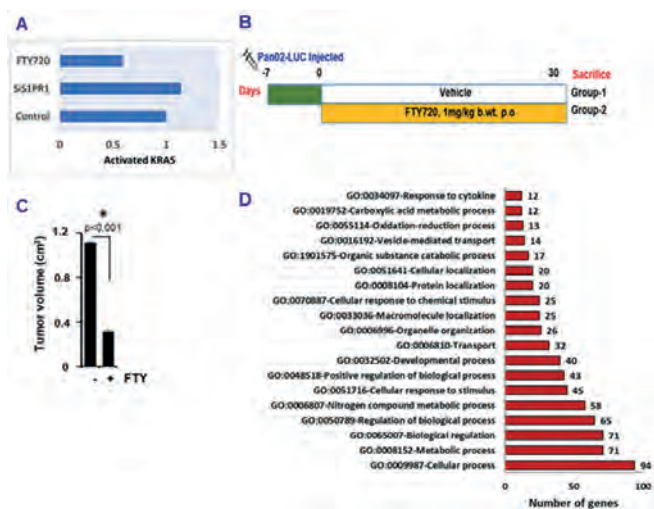 A
FTY720
SiS1PR1
Control
0 0.5 1 1.5
Activated KRAS
B
Pan02-LUC Injected
-7 0 30 Sacrifice
Days Vehicle Group-1
FTY720, 1mg/kg b.wt. p.o Group-2
C
*
p<0.001
Tumor volume (cm³)
1.2
0.8
0.4
0
- + FTY
D
GO:0034097-Response to cytokine 12
GO:0019752-Carboxylic acid metabolic process 12
GO:0055114-Oxidation-reduction process 13
GO:0016192-Vesicle-mediated transport 14
GO:1901575-Organic substance catabolic process 17
GO:0051641-Cellular localization 20
GO:0008104-Protein localization 20
GO:0070887-Cellular response to chemical stimulus 25
GO:0033036-Macromolecule localization 25
GO:0006996-Organelle organization 26
GO:0006810-Transport 32
GO:0032502-Developmental process 40
GO:0048518-Positive regulation of biological process 43
GO:0051716-Cellular response to stimulus 45
GO:0006807-Nitrogen compound metabolic process 58
GO:0050789-Regulation of biological process 65
GO:0065007-Biological regulation 71
GO:0008152-Metabolic process 71
GO:0009987-Cellular process 94
0 50 100
Number of genes